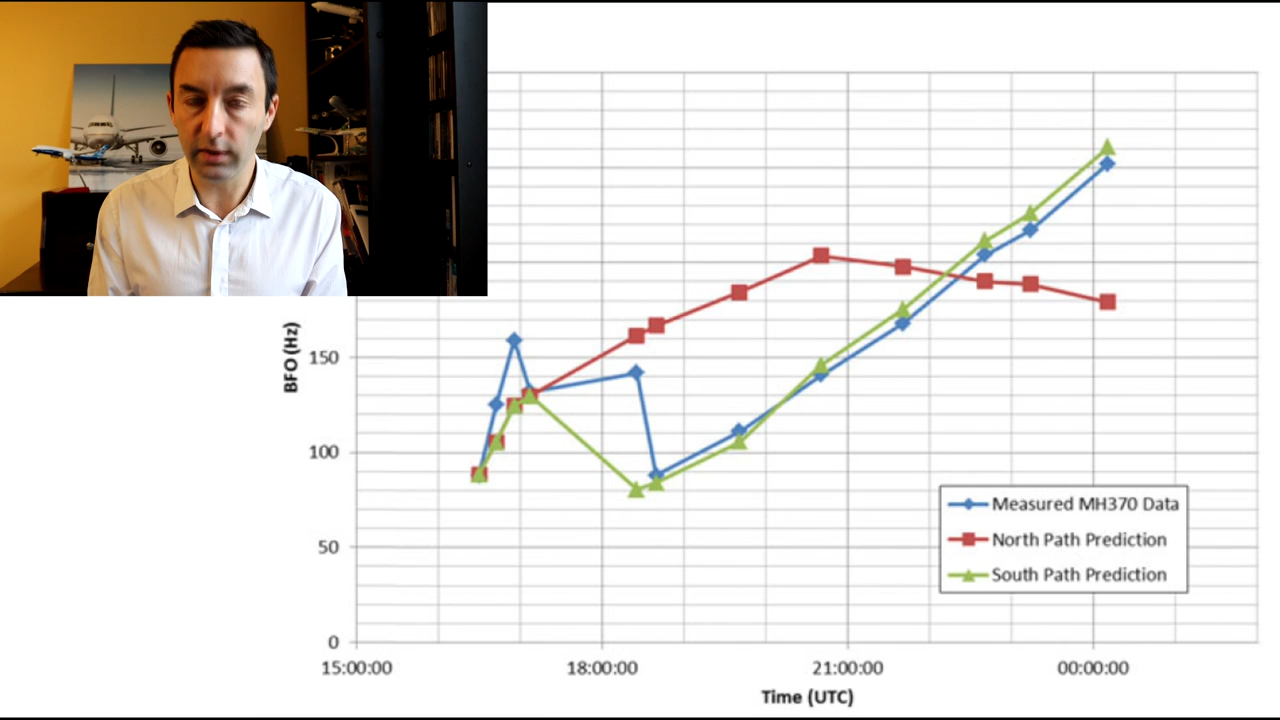 BFO (Hz)
150
100
50
0
15:00:00 18:00:00 21:00:00 00:00:00
Time (UTC)
Measured MH370 Data
North Path Prediction
South Path Prediction